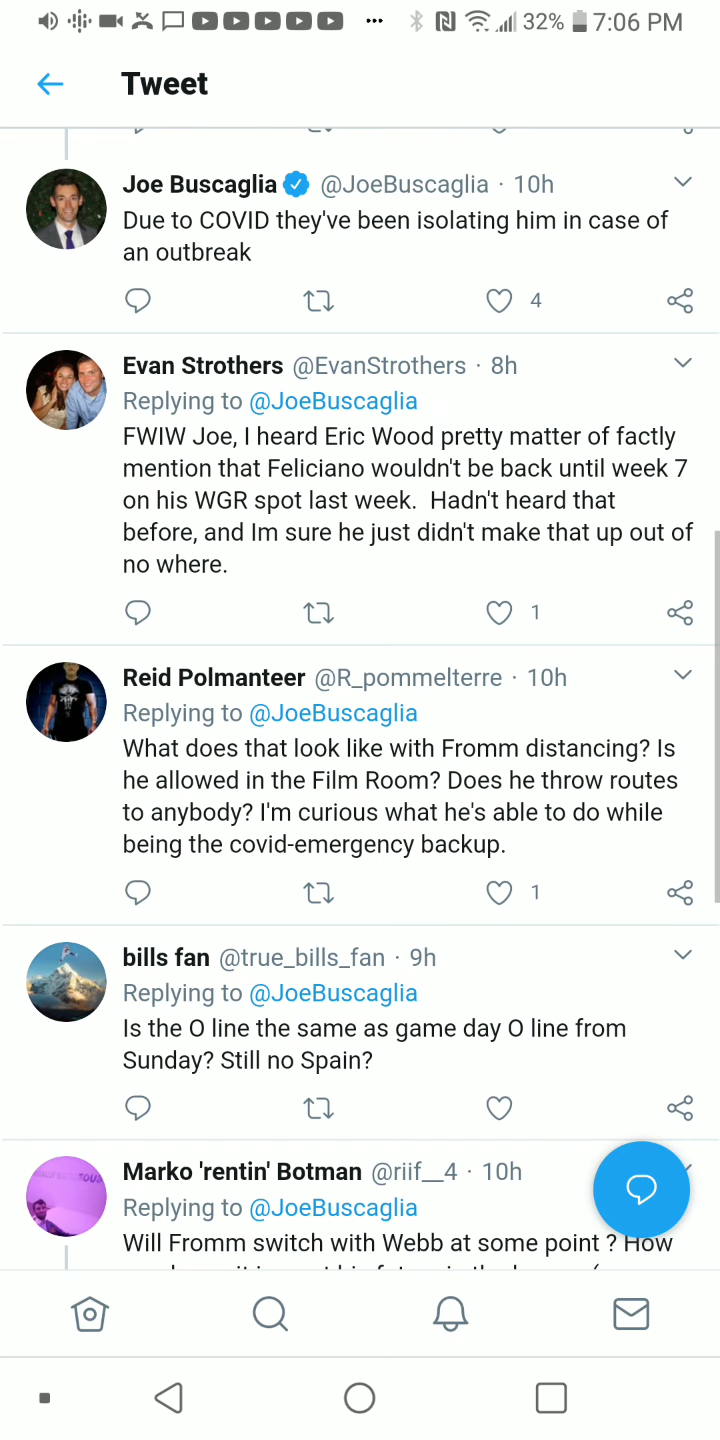 32% 7:06 PM
Tweet
Joe Buscaglia @JoeBuscaglia · 10h
Due to COVID they've been isolating him in case of
an outbreak
4
Evan Strothers @EvanStrothers · 8h
Replying to @JoeBuscaglia
FWIW Joe, I heard Eric Wood pretty matter of factly
mention that Feliciano wouldn't be back until week 7
on his WGR spot last week.  Hadn't heard that
before, and Im sure he just didn't make that up out of
no where.
1
Reid Polmanteer @R_pommelterre · 10h
Replying to @JoeBuscaglia
What does that look like with Fromm distancing? Is
he allowed in the Film Room? Does he throw routes
to anybody? I'm curious what he's able to do while
being the covid-emergency backup.
1
bills fan @true_bills_fan · 9h
Replying to @JoeBuscaglia
Is the O line the same as game day O line from
Sunday? Still no Spain?
Marko 'rentin' Botman @riif__4 · 10h
Replying to @JoeBuscaglia
Will Fromm switch with Webb at some point ? How